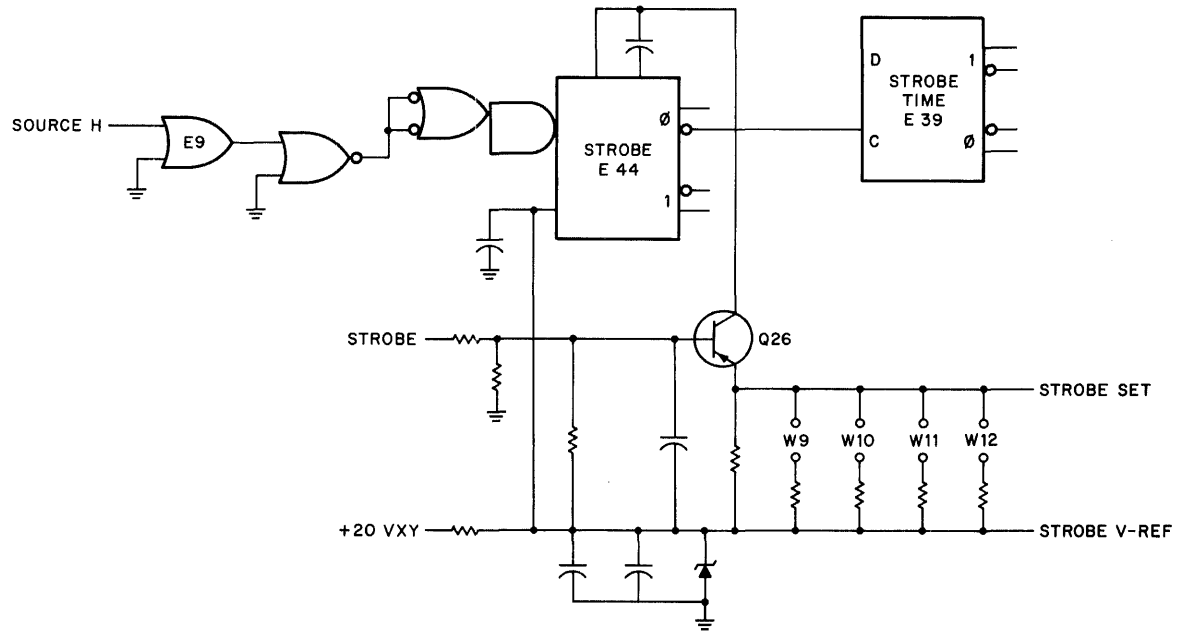 SOURCE H
E9
STROBE
E 44
Ø
1
D
C
STROBE
TIME
E 39
1
Ø
STROBE
Q26
STROBE SET
W9
W10
W11
W12
+20 VXY
STROBE V-REF